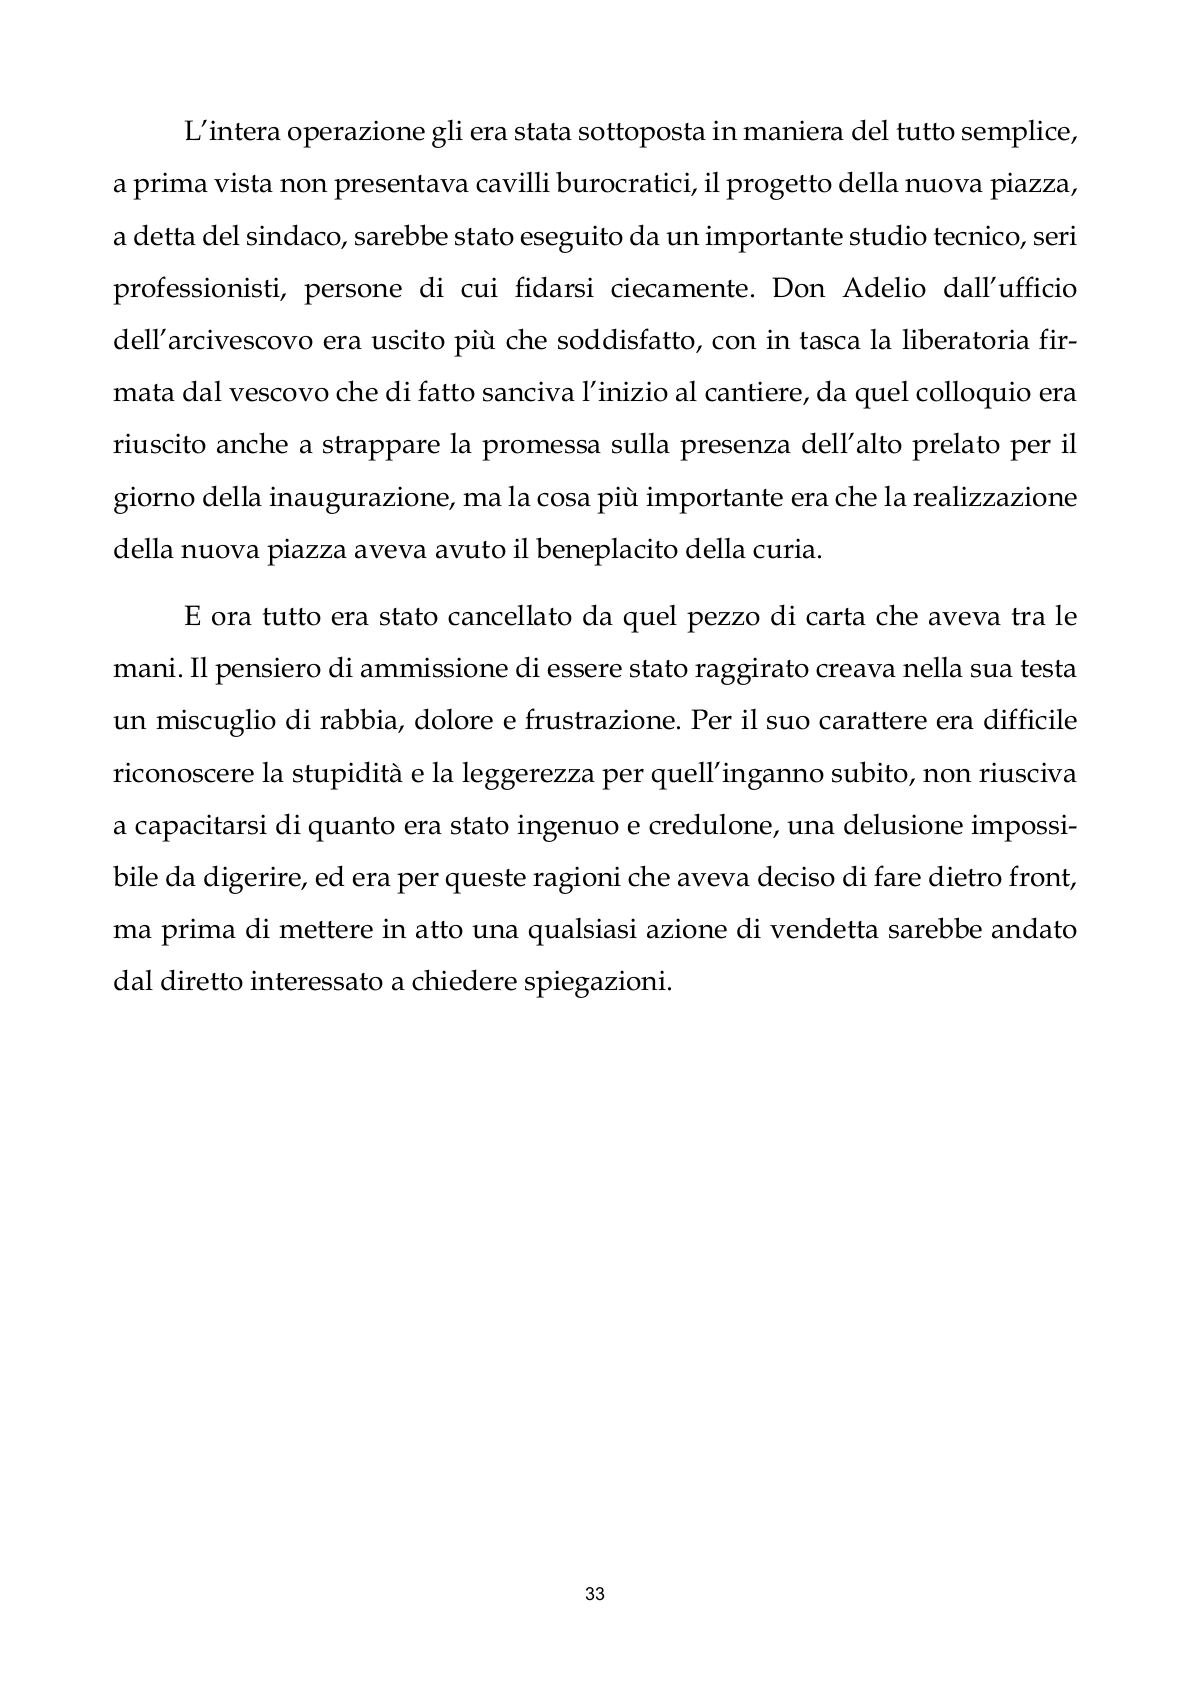 L’intera operazione gli era stata sottoposta in maniera del tutto semplice,
a prima vista non presentava cavilli burocratici, il progetto della nuova piazza,
a detta del sindaco, sarebbe stato eseguito da un importante studio tecnico, seri
professionisti, persone di cui fidarsi ciecamente. Don Adelio dall’ufficio
dell’arcivescovo era uscito più che soddisfatto, con in tasca la liberatoria fir-
mata dal vescovo che di fatto sanciva l’inizio al cantiere, da quel colloquio era
riuscito anche a strappare la promessa sulla presenza dell’alto prelato per il
giorno della inaugurazione, ma la cosa più importante era che la realizzazione
della nuova piazza aveva avuto il beneplacito della curia.
E ora tutto era stato cancellato da quel pezzo di carta che aveva tra le
mani. Il pensiero di ammissione di essere stato raggirato creava nella sua testa
un miscuglio di rabbia, dolore e frustrazione. Per il suo carattere era difficile
riconoscere la stupidità e la leggerezza per quell’inganno subito, non riusciva
a capacitarsi di quanto era stato ingenuo e credulone, una delusione impossi-
bile da digerire, ed era per queste ragioni che aveva deciso di fare dietro front,
ma prima di mettere in atto una qualsiasi azione di vendetta sarebbe andato
dal diretto interessato a chiedere spiegazioni.
33